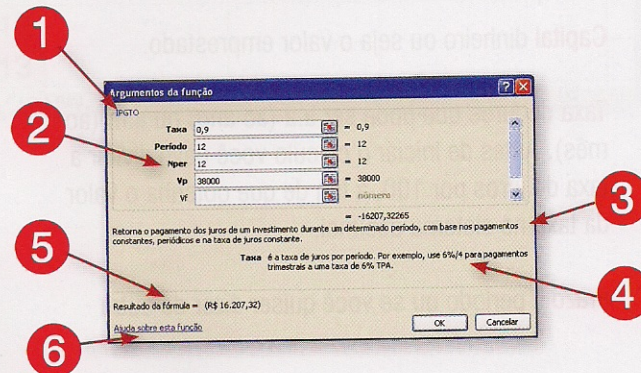 Capital dinheiro ou seja o valor emprestado
1
2
3
4
5
6
Argumentos da função
IPGTO
Taxa 0,9 = 0,9
Período 12 = 12
Nper 12 = 12
Vp 38000 = 38000
Vf = número
= -16207,32265
Retorna o pagamento dos juros de um investimento durante um determinado período, com base nos pagamentos
constantes, periódicos e na taxa de juros constante.
Taxa é a taxa de juros por período. Por exemplo, use 6%/4 para pagamentos
trimestrais a uma taxa de 6% TPA.
Resultado da fórmula = (R$ 16.207,32)
Ajuda sobre esta função
OK Cancelar